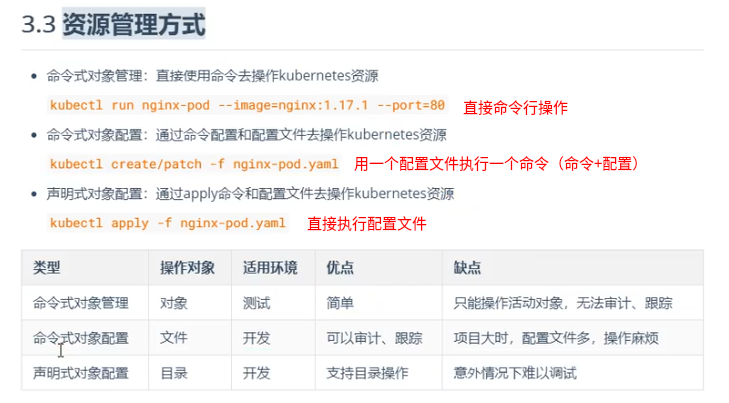 3.3 资源管理方式
命令式对象管理：直接使用命令去操作kubernetes资源
kubectl run nginx-pod --image=nginx:1.17.1 --port=80 直接命令行操作
命令式对象配置：通过命令配置和配置文件去操作kubernetes资源
kubectl create/patch -f nginx-pod.yaml 用一个配置文件执行一个命令（命令+配置）
声明式对象配置：通过apply命令和配置文件去操作kubernetes资源
kubectl apply -f nginx-pod.yaml 直接执行配置文件
类型 操作对象 适用环境 优点 缺点
命令式对象管理 对象 测试 简单 只能操作活动对象，无法审计、跟踪
命令式对象配置 文件 开发 可以审计、跟踪 项目大时，配置文件多，操作麻烦
声明式对象配置 目录 开发 支持目录操作 意外情况下难以调试